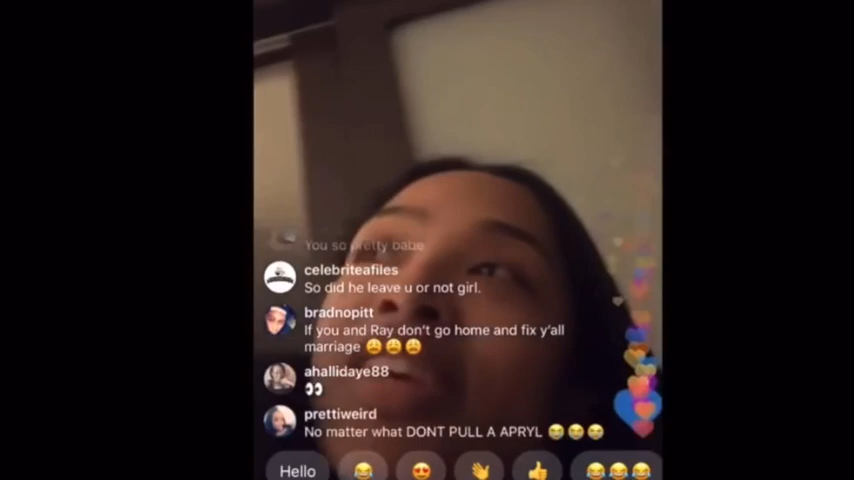 You so pretty babe
celebriteafiles
So did he leave u or not girl.
bradnopitt
If you and Ray don't go home and fix y'all
marriage 😩😩😩
ahallidaye88
👀
prettiweird
No matter what DONT PULL A APRYL 😭😭😭
Hello 😂 😍 👋 👍 😂😂😂